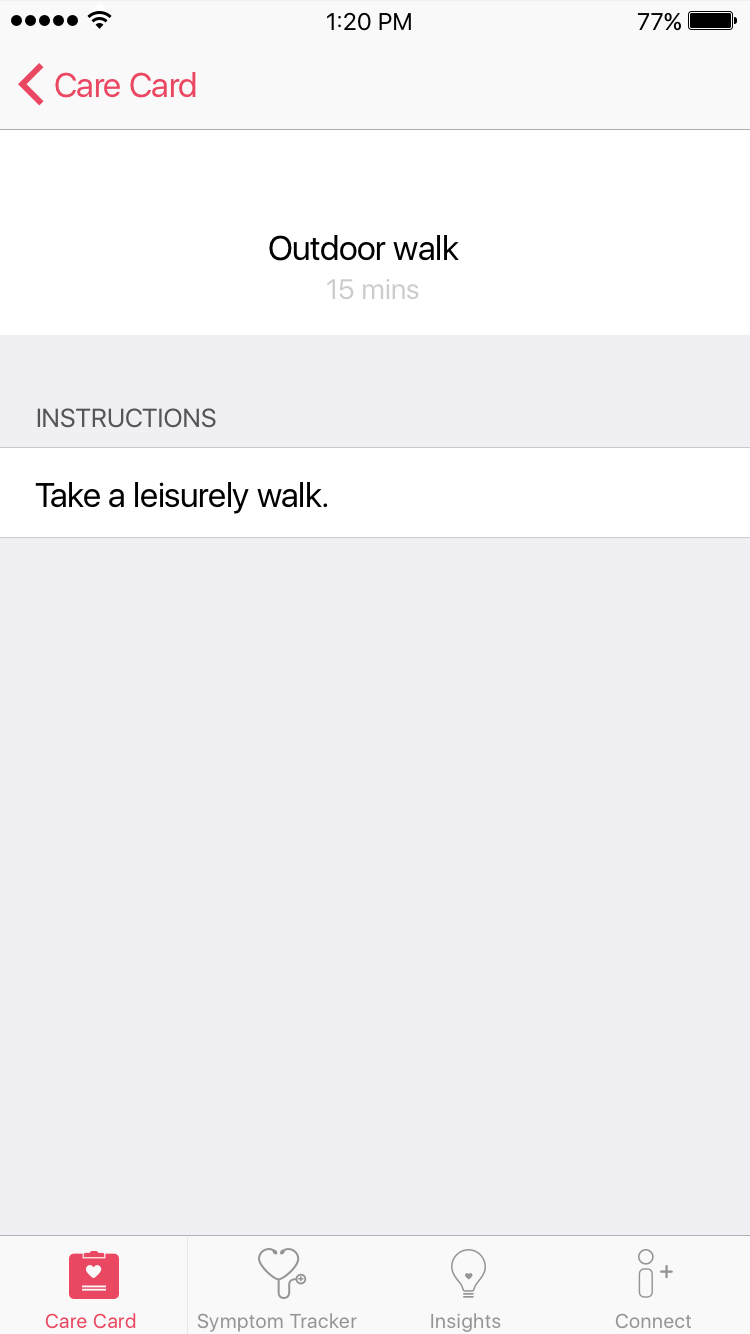 1:20 PM
77%
Care Card
Outdoor walk
15 mins
INSTRUCTIONS
Take a leisurely walk.
Care Card
Symptom Tracker
Insights
Connect